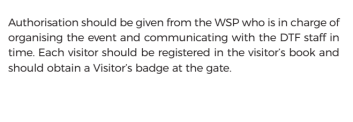 Authorisation should be given from the WSP who is in charge of
organising the event and communicating with the DTF staff in
time. Each visitor should be registered in the visitor's book and
should obtain a Visitor's badge at the gate.